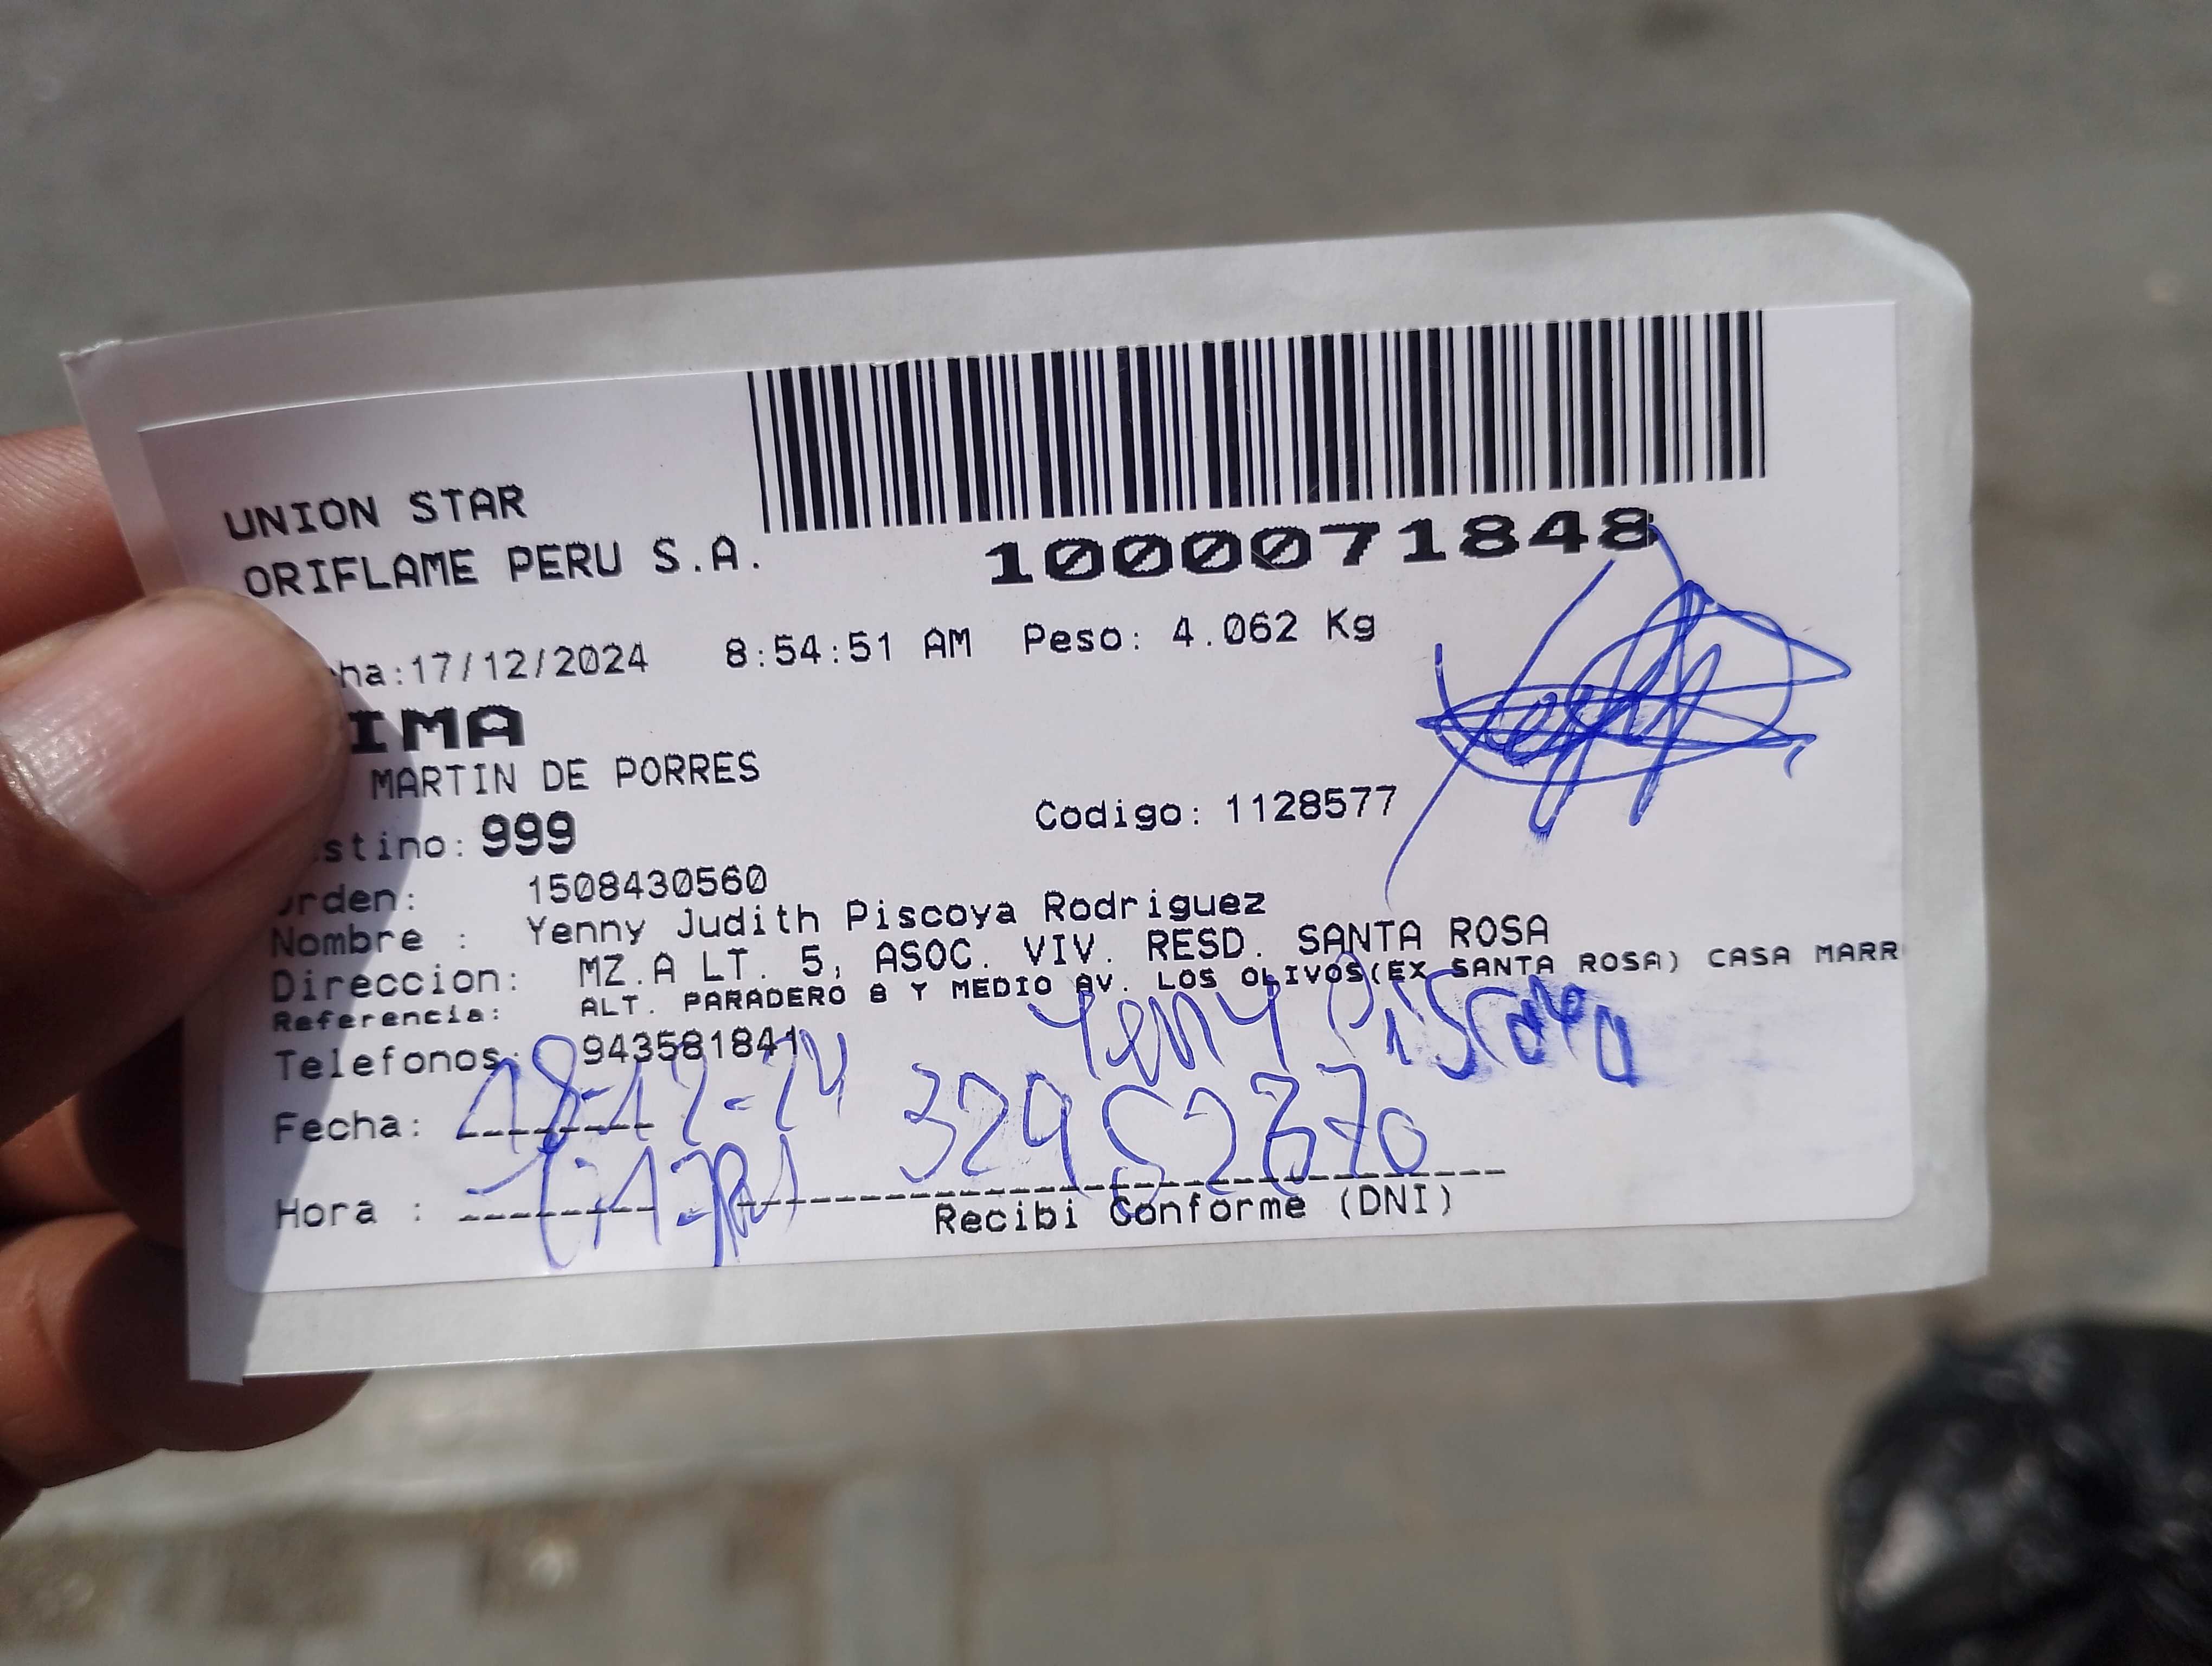 UNION STAR
ORIFLAME PERU S.A.
1000071848
ha:17/12/2024 8:54:51 AM Peso: 4.062 Kg
IMA
MARTIN DE PORRES
stino: 999 Codigo: 1128577
rden: 1508430560
Nombre : Yenny Judith Piscoya Rodriguez
Direccion: MZ.A LT. 5, ASOC. VIV. RESD. SANTA ROSA
Referencia: ALT. PARADERO 8 Y MEDIO AV. LOS OLIVOS(EX SANTA ROSA) CASA MARR
Telefonos: 943581841
Yeny Piscoya
Fecha: 18-12-24
Hora :
Recibi Conforme (DNI)